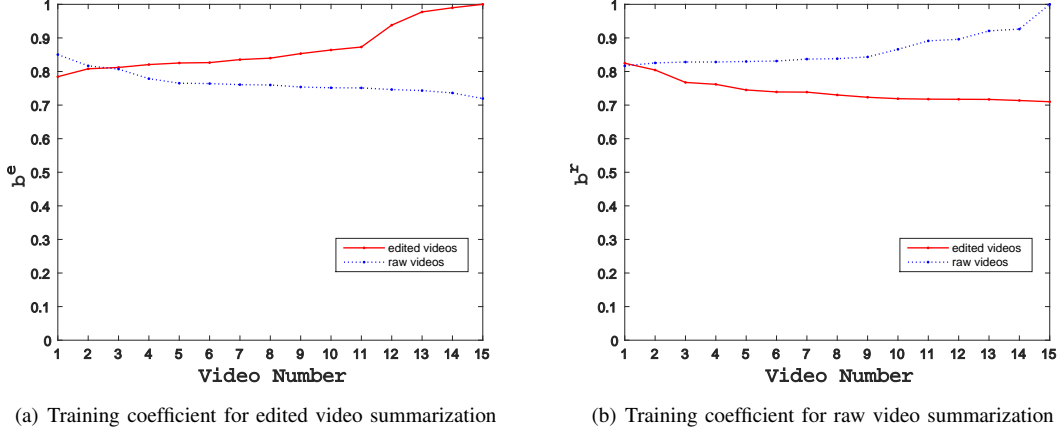 1
0.9
0.8
0.7
0.6
0.5
0.4
0.3
0.2
0.1
0
b^e
edited videos
raw videos
1 2 3 4 5 6 7 8 9 10 11 12 13 14 15
Video Number
(a) Training coefficient for edited video summarization
1
0.9
0.8
0.7
0.6
0.5
0.4
0.3
0.2
0.1
0
b^r
edited videos
raw videos
1 2 3 4 5 6 7 8 9 10 11 12 13 14 15
Video Number
(b) Training coefficient for raw video summarization